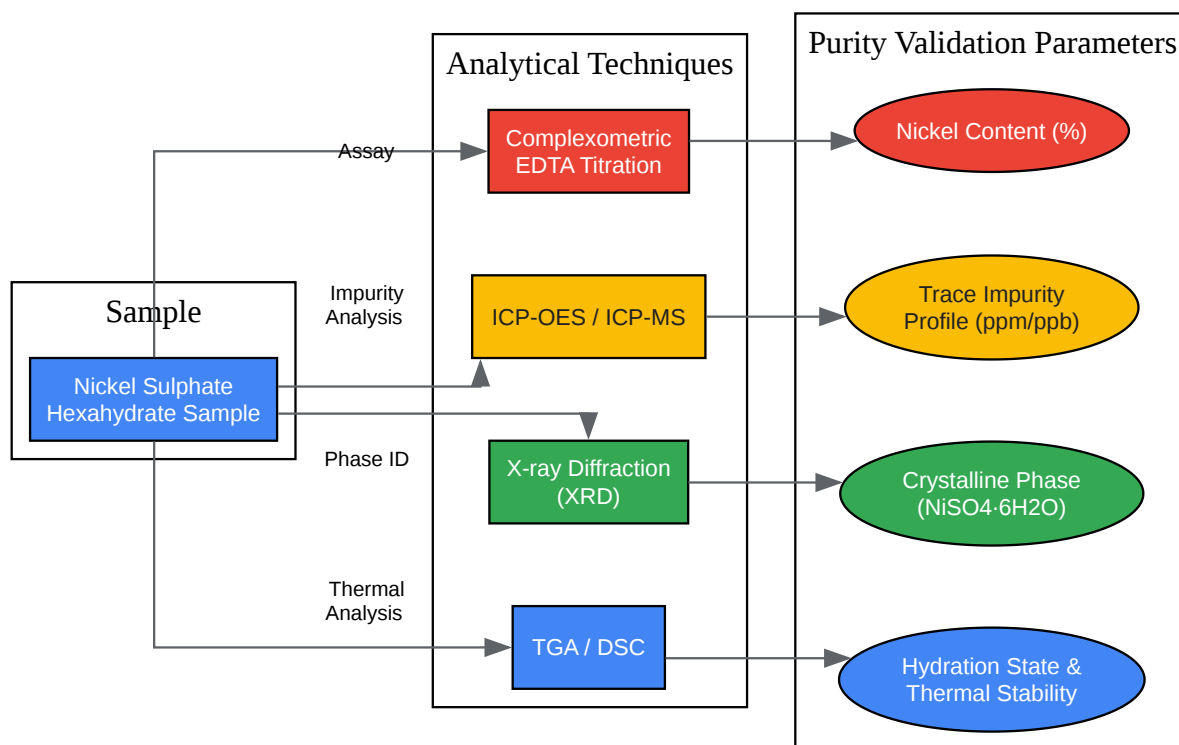 Sample
Nickel Sulphate
Hexahydrate Sample
Assay
Impurity
Analysis
Phase ID
Thermal
Analysis
Analytical Techniques
Complexometric
EDTA Titration
ICP-OES / ICP-MS
X-ray Diffraction
(XRD)
TGA / DSC
Purity Validation Parameters
Nickel Content (%)
Trace Impurity
Profile (ppm/ppb)
Crystalline Phase
(NiSO4·6H2O)
Hydration State &
Thermal Stability